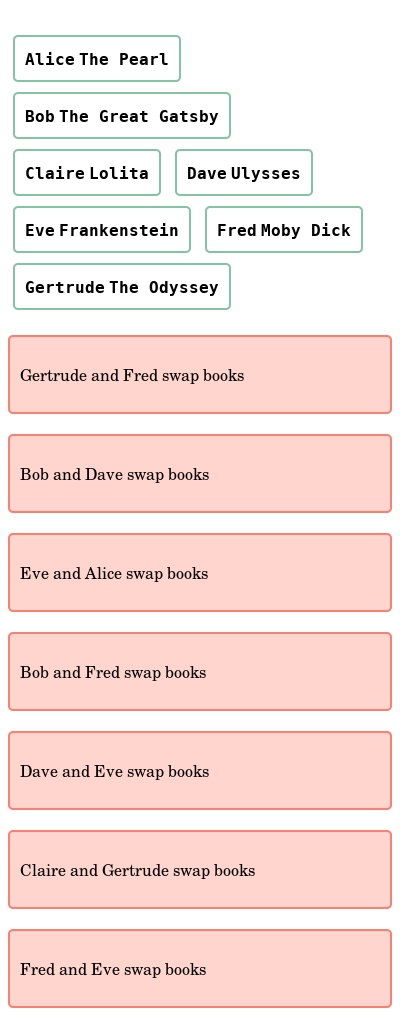 Alice The Pearl
Bob The Great Gatsby
Claire Lolita Dave Ulysses
Eve Frankenstein Fred Moby Dick
Gertrude The Odyssey
Gertrude and Fred swap books
Bob and Dave swap books
Eve and Alice swap books
Bob and Fred swap books
Dave and Eve swap books
Claire and Gertrude swap books
Fred and Eve swap books